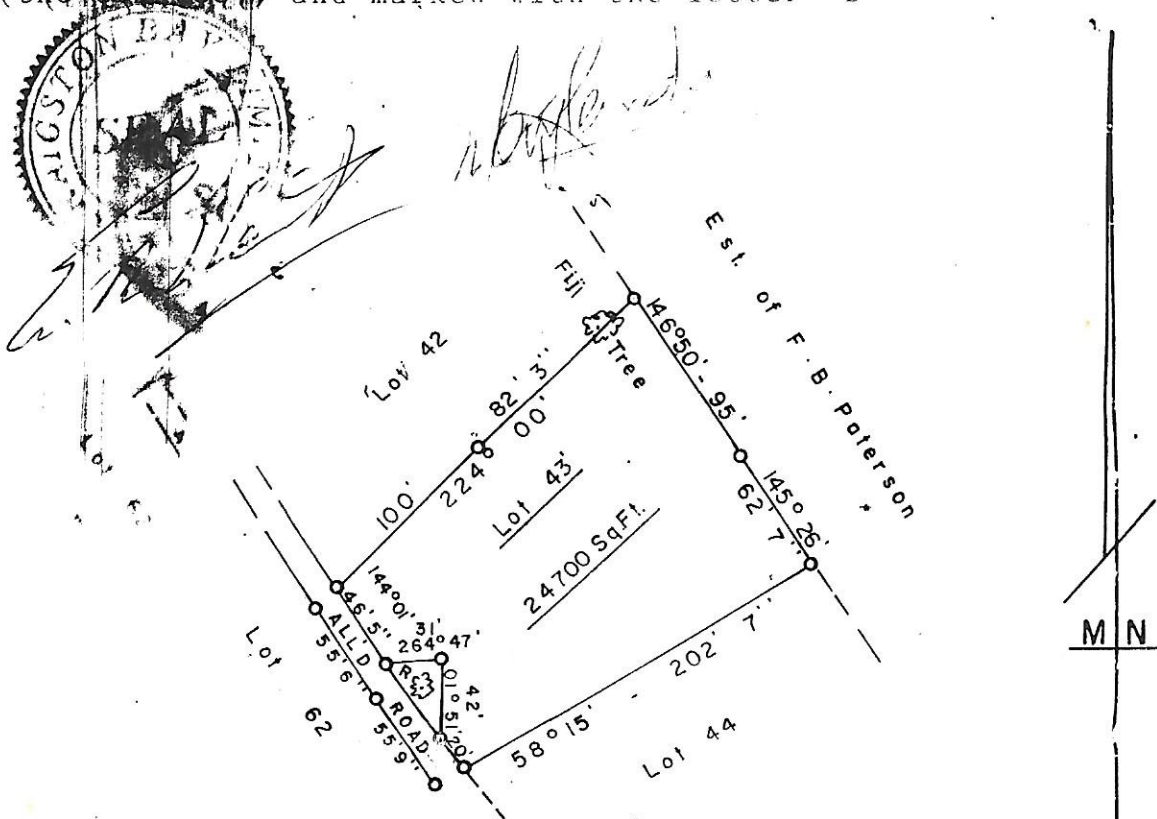 and marked with the letter
SEAL
Est. of F. B. Paterson
Fiji
Tree
Lot 42
82' 3"
146°50' - 95'
100'
224° 00'
Lot 43
145° 26'
62' 7"
24700 Sq.Ft.
144°01'
46'5"
31'
264° 47'
ALL'D
ROAD
R
42'
01° 51'
20'
55'6"
55'9"
Lot 62
58° 15' - 202' 7"
Lot 44
M N